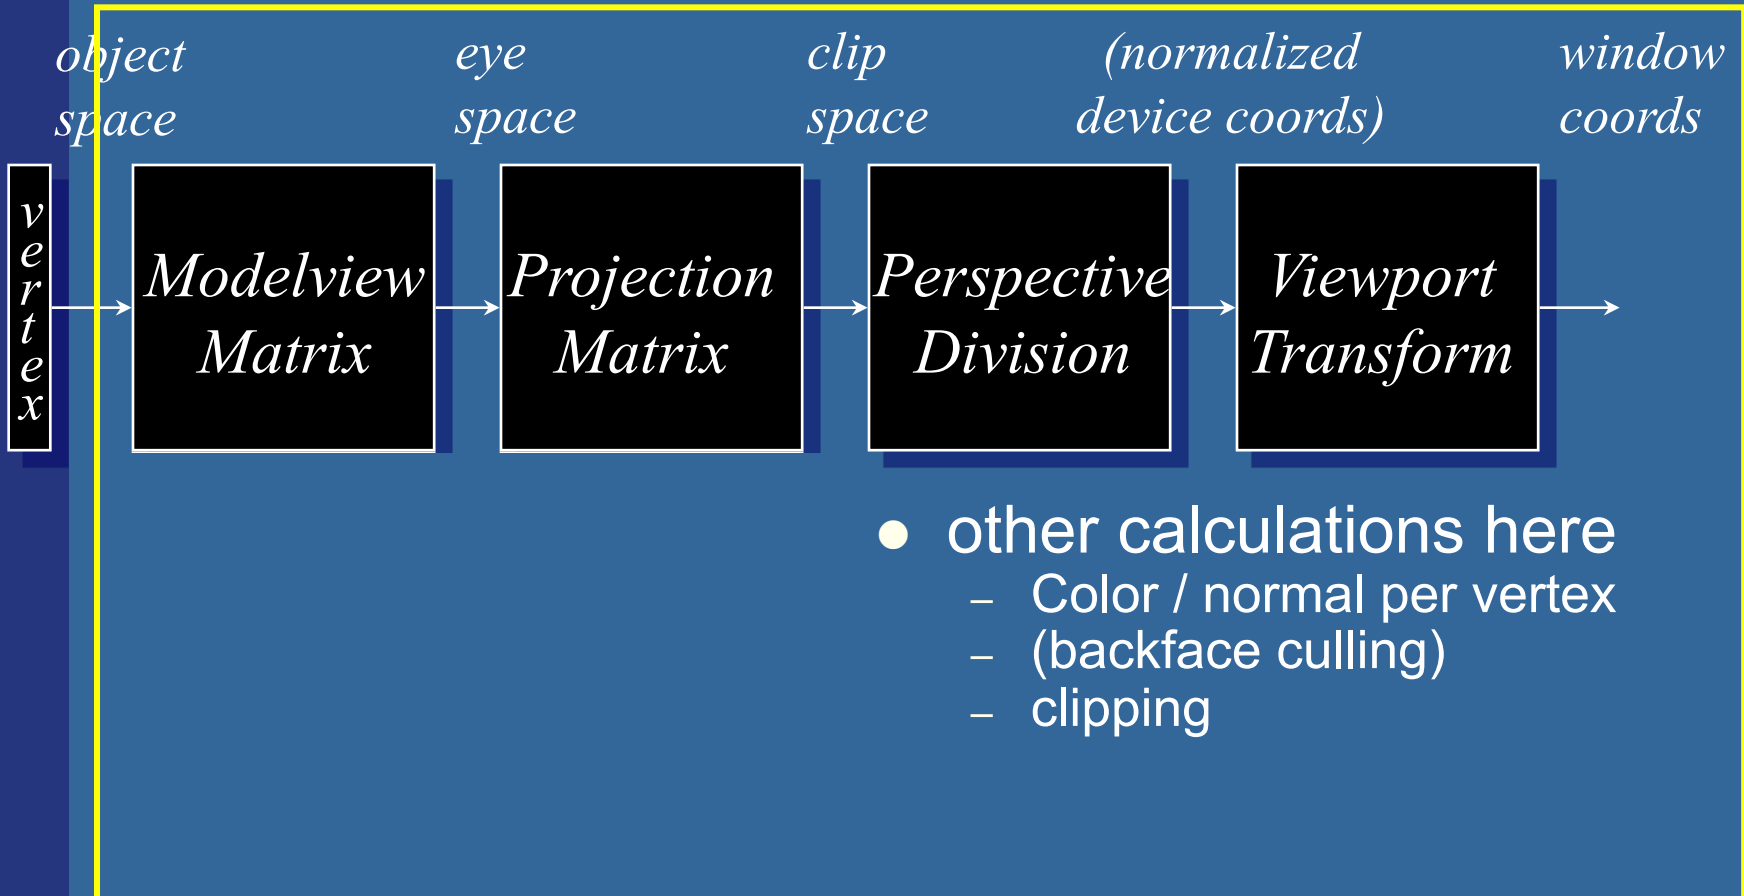 object
space
eye
space
clip
space
(normalized
device coords)
window
coords
vertex
Modelview
Matrix
Projection
Matrix
Perspective
Division
Viewport
Transform
● other calculations here
– Color / normal per vertex
– (backface culling)
– clipping